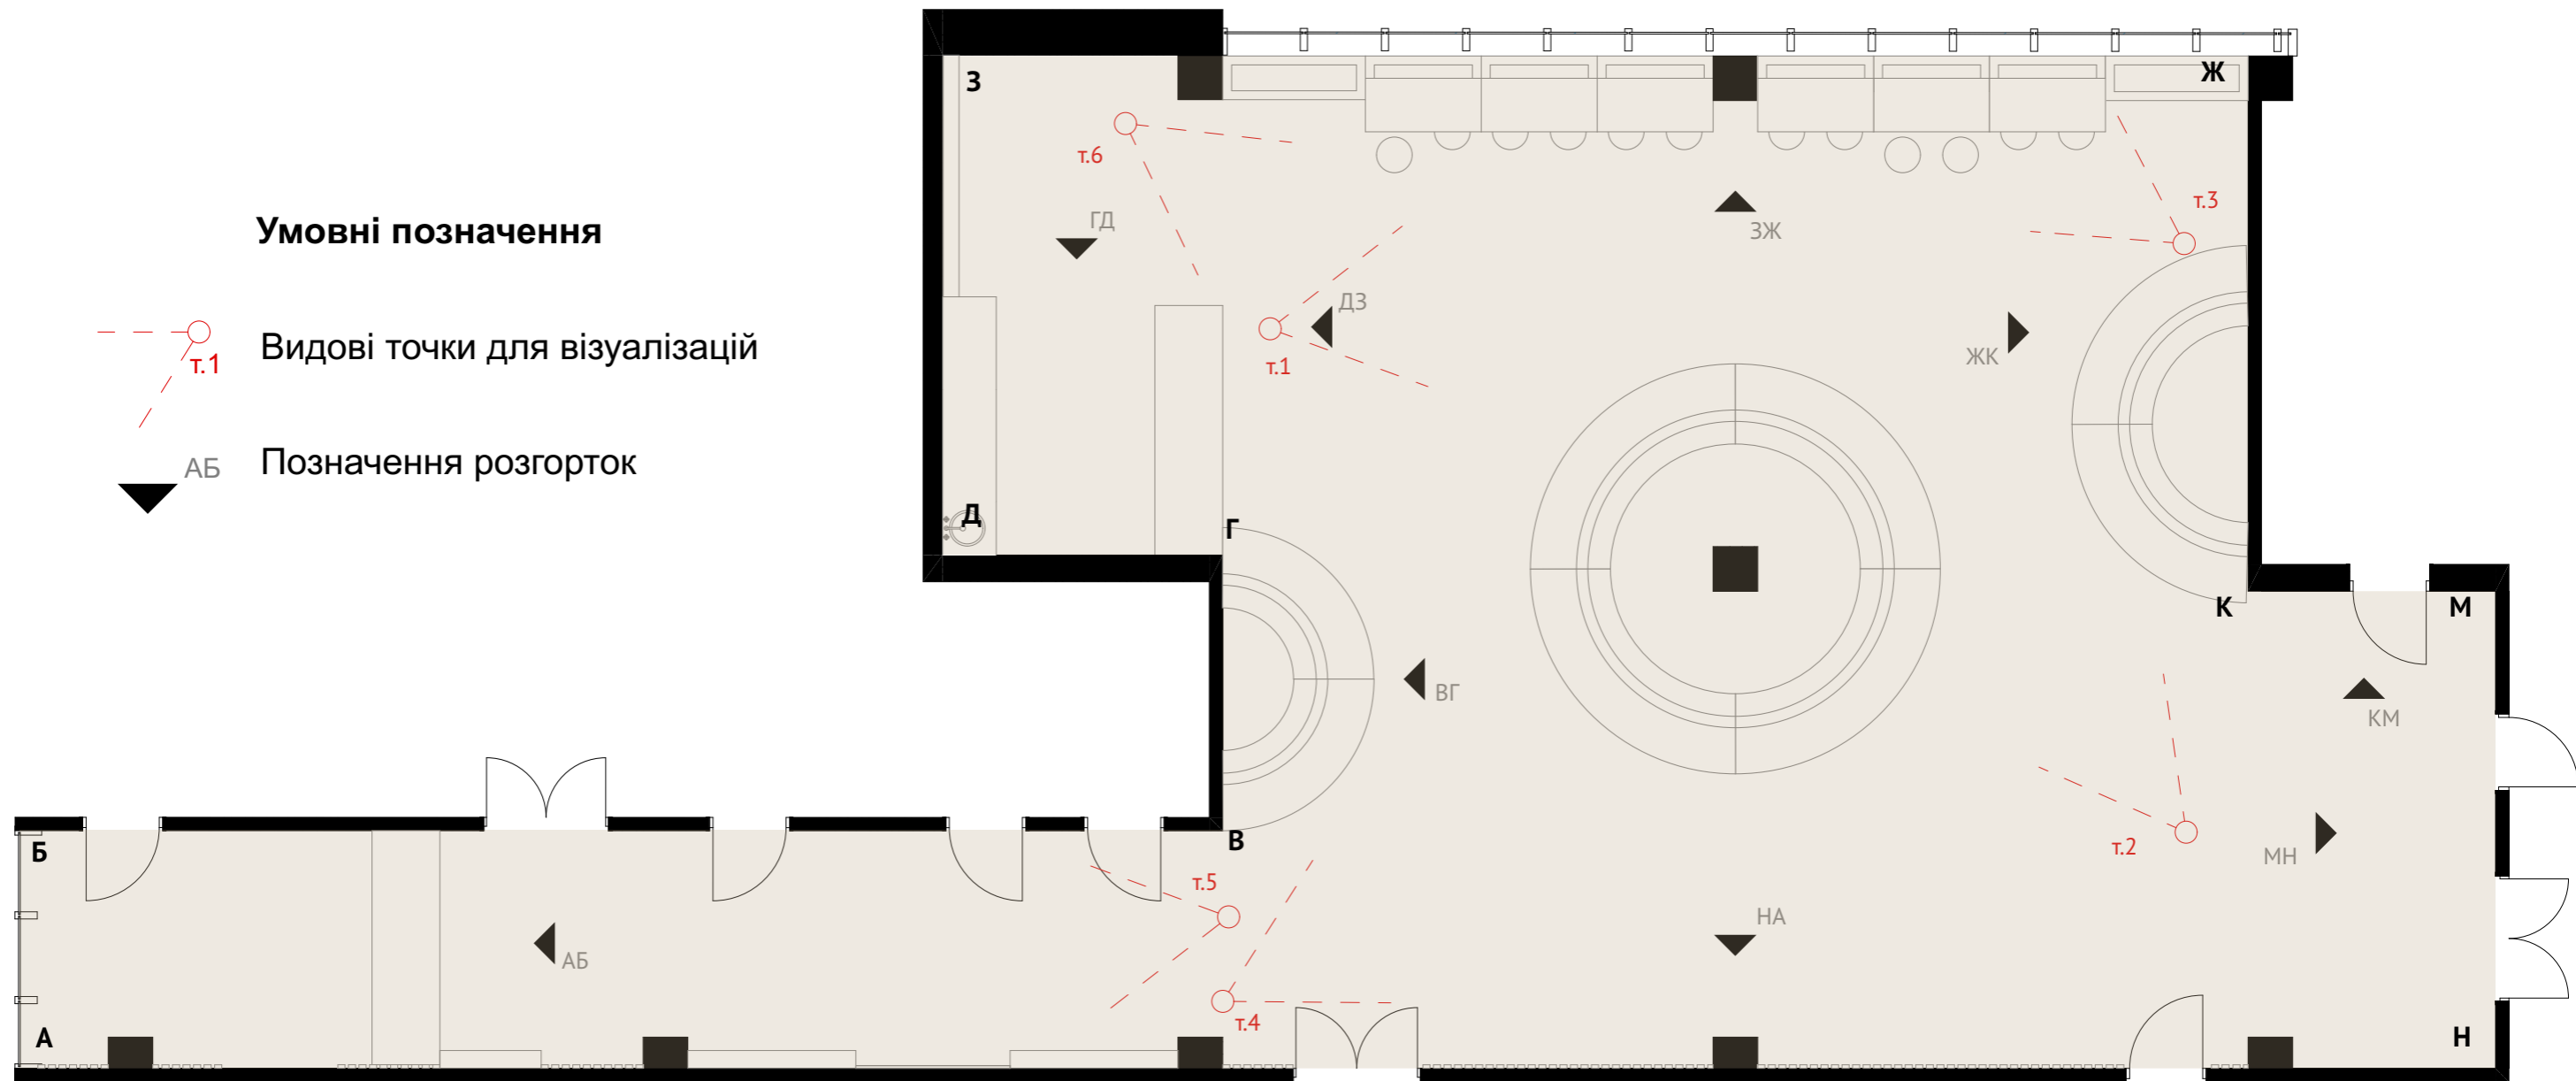 Умовні позначення
т.1
Видові точки для візуалізацій
АБ
Позначення розгорток
З
Ж
т.6
т.3
ГД
ЗЖ
ДЗ
ЖК
т.1
Д
Г
К
М
ВГ
КМ
Б
В
т.2
МН
т.5
НА
АБ
т.4
А
Н